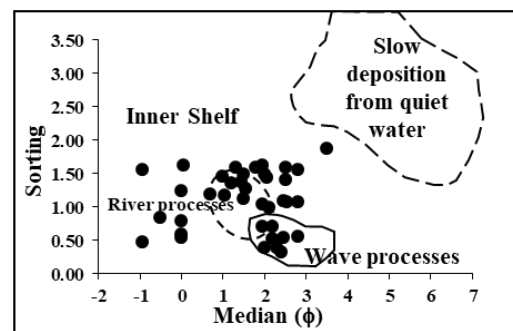 3.50
3.00
2.50
2.00
1.50
1.00
0.50
0.00
Sorting
Slow
deposition
from quiet
water
Inner Shelf
River processes
Wave processes
-2 -1 0 1 2 3 4 5 6 7
Median (ϕ)